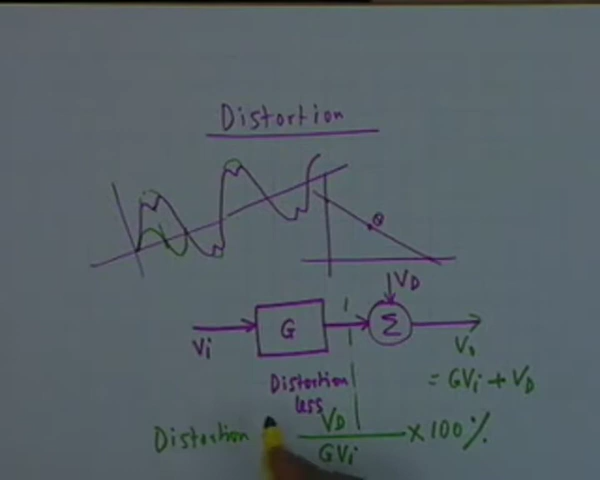 Distortion
Q
VD
Vi G Σ Vo
= GVi + VD
Distortion
less
Distortion VD / GVi × 100%